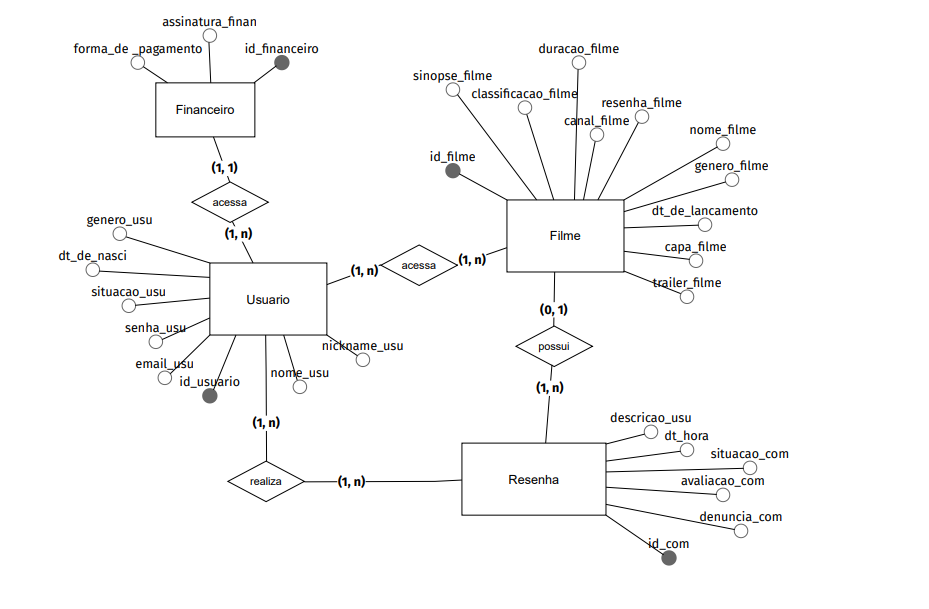 assinatura_finan
forma_de _pagamento
id_financeiro
Financeiro
(1, 1)
acessa
(1, n)
genero_usu
dt_de_nasci
situacao_usu
senha_usu
email_usu
id_usuario
nome_usu
nickname_usu
Usuario
(1, n)
acessa
(1, n)
duracao_filme
sinopse_filme
classificacao_filme
resenha_filme
canal_filme
nome_filme
id_filme
genero_filme
dt_de_lancamento
Filme
capa_filme
trailer_filme
(0, 1)
possui
(1, n)
(1, n)
realiza
(1, n)
descricao_usu
dt_hora
situacao_com
Resenha
avaliacao_com
denuncia_com
id_com